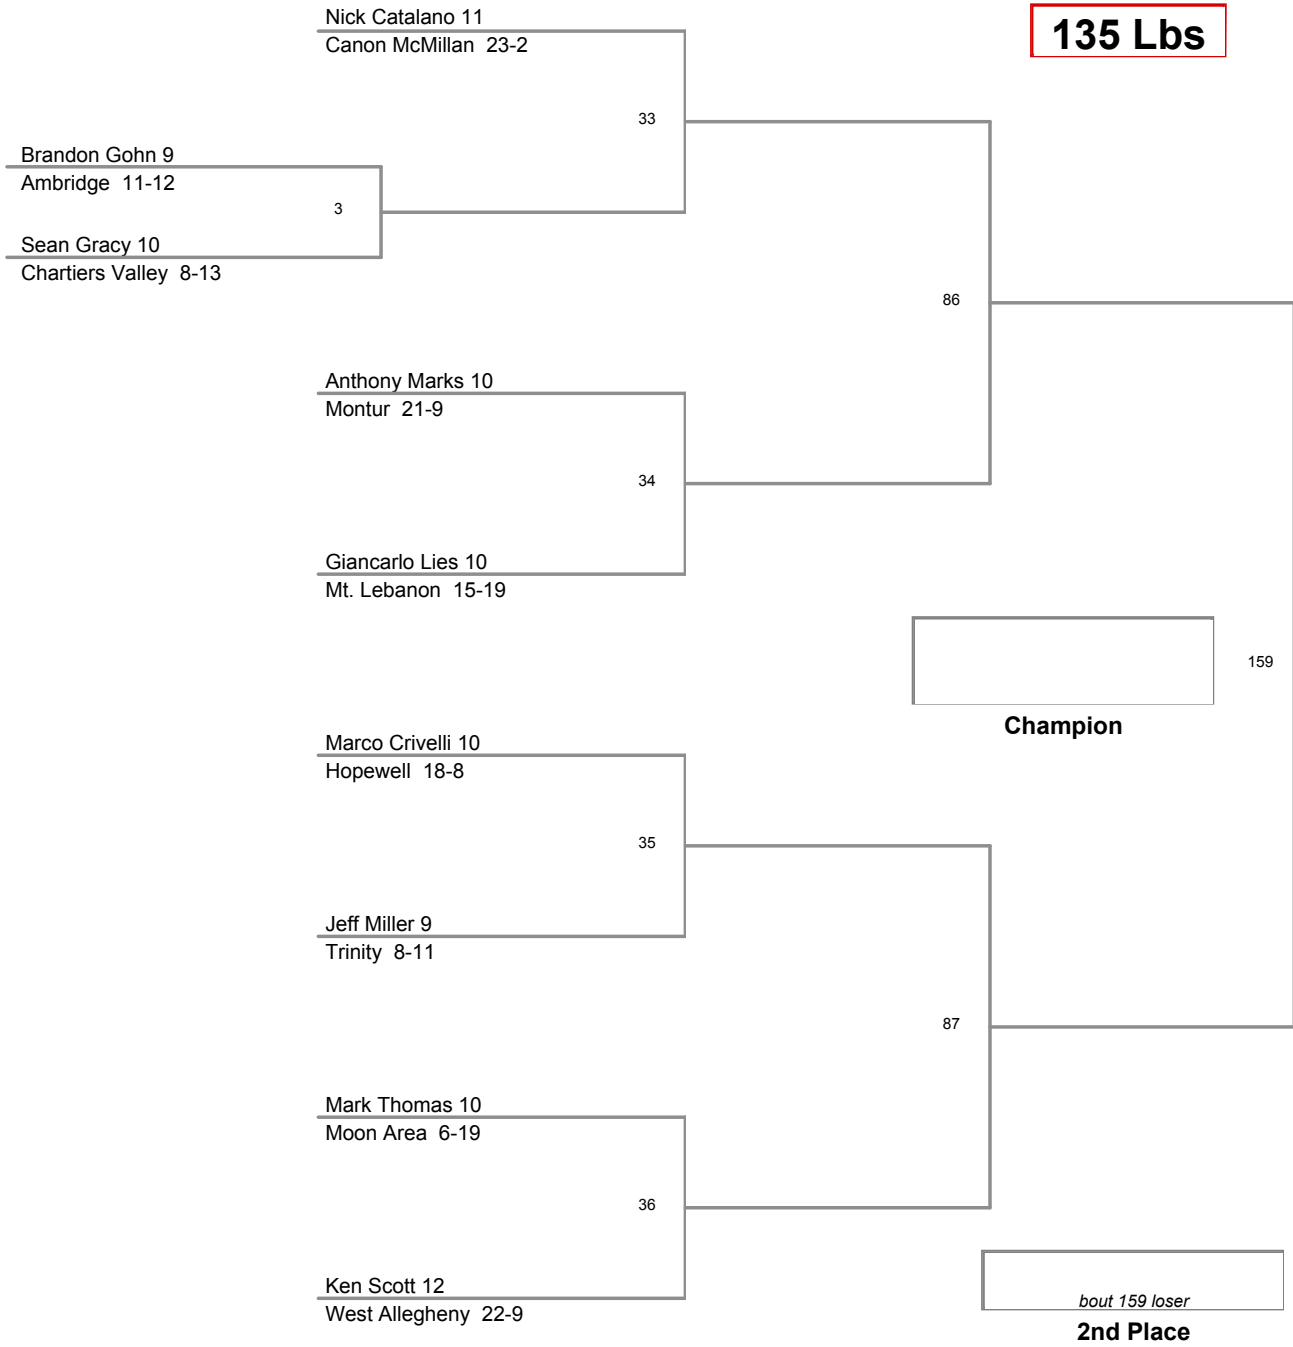 Nick Catalano 11
Canon McMillan 23-2
135 Lbs
33
Brandon Gohn 9
Ambridge 11-12
3
Sean Gracy 10
Chartiers Valley 8-13
86
Anthony Marks 10
Montur 21-9
34
Giancarlo Lies 10
Mt. Lebanon 15-19
159
Champion
Marco Crivelli 10
Hopewell 18-8
35
Jeff Miller 9
Trinity 8-11
87
Mark Thomas 10
Moon Area 6-19
36
Ken Scott 12
West Allegheny 22-9
bout 159 loser
2nd Place